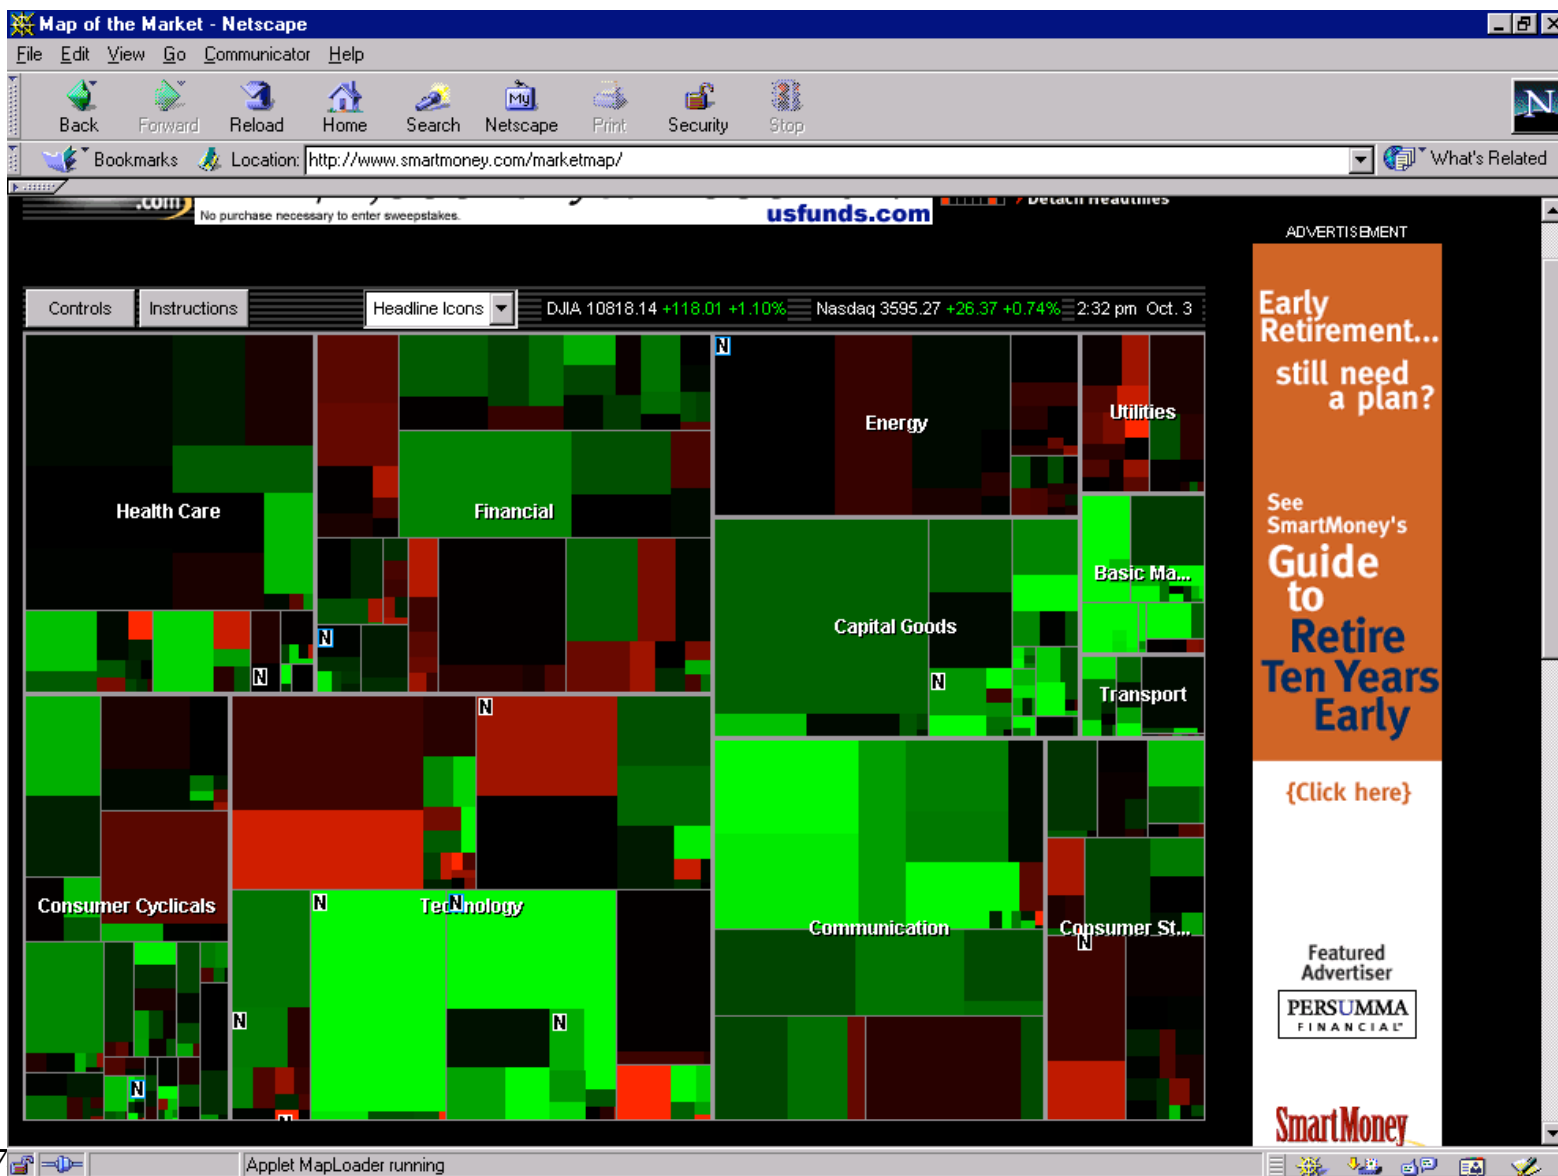 Map of the Market - Netscape
File Edit View Go Communicator Help
Back Forward Reload Home Search My Netscape Print Security Stop
N
Bookmarks Location: http://www.smartmoney.com/marketmap/ What's Related
.com
No purchase necessary to enter sweepstakes.
usfunds.com
Detach Headlines
ADVERTISEMENT
Controls Instructions Headline Icons DJIA 10818.14 +118.01 +1.10% Nasdaq 3595.27 +26.37 +0.74% 2:32 pm Oct. 3
Early
Retirement...
still need
a plan?
N
Energy
Utilities
Health Care
Financial
See
SmartMoney's
Guide
to
Retire
Ten Years
Early
Basic Ma...
Capital Goods
N
N
N
Transport
N
{Click here}
Consumer Cyclicals
N
Technology
N
Communication
Consumer St...
N
Featured
Advertiser
PERSUMMA
FINANCIAL
N
N
N
N
SmartMoney
7
Applet MapLoader running